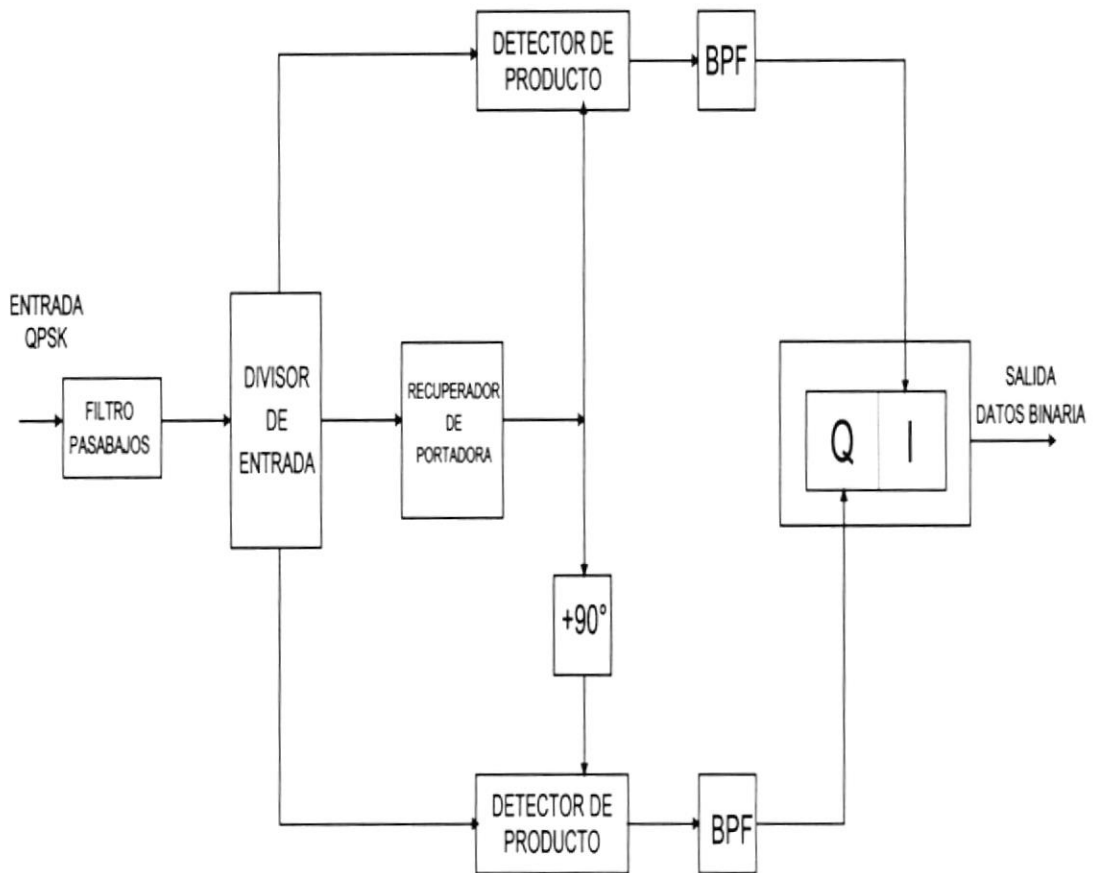 DETECTOR DE
PRODUCTO
BPF
ENTRADA
QPSK
FILTRO
PASABAJOS
DIVISOR
DE
ENTRADA
RECUPERADOR
DE
PORTADORA
Q I
SALIDA
DATOS BINARIA
+90°
DETECTOR DE
PRODUCTO
BPF